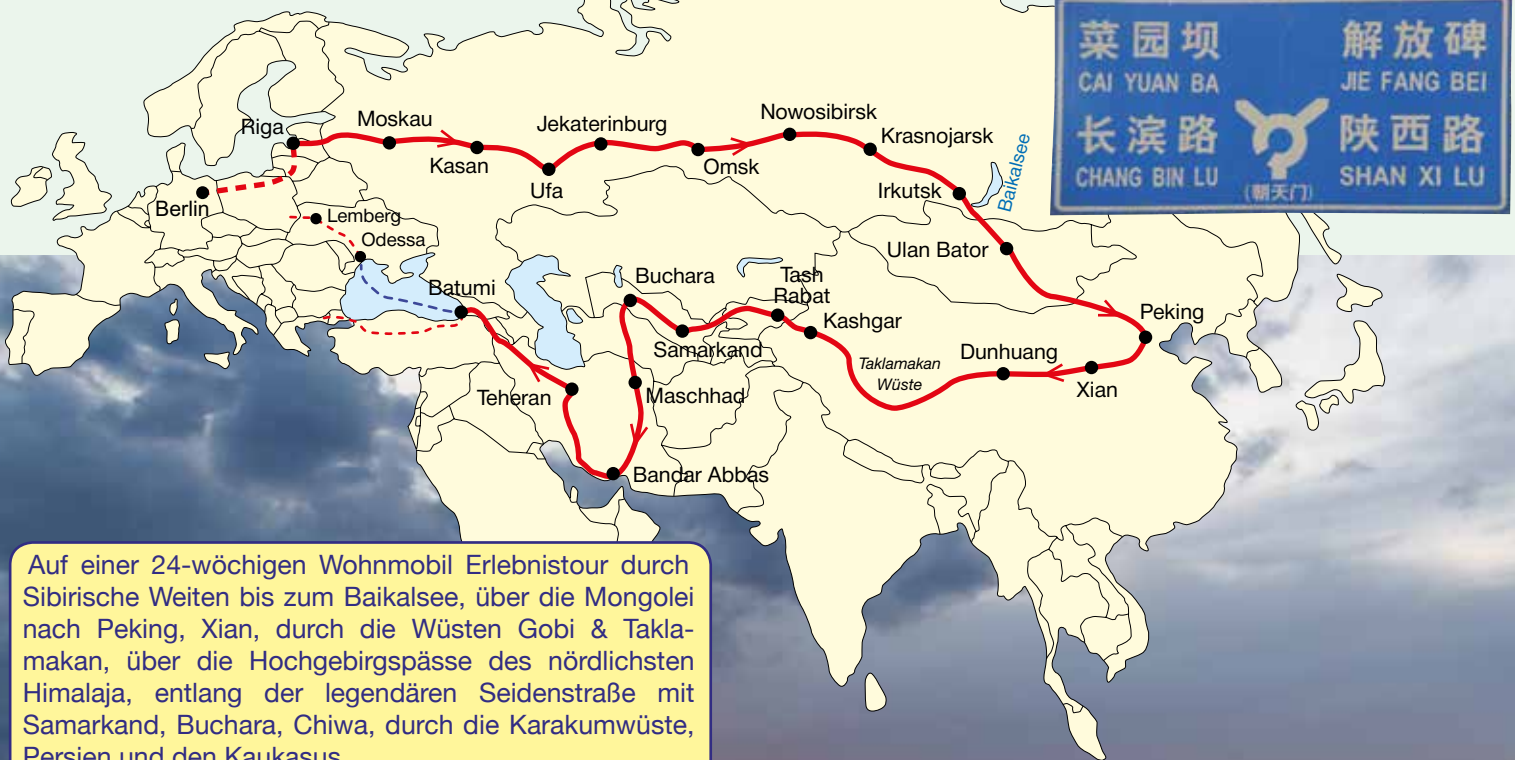 菜园坝 解放碑
CAI YUAN BA JIE FANG BEI
长滨路 陕西路
CHANG BIN LU SHAN XI LU
(朝天门)
Riga
Moskau
Kasan
Ufa
Jekaterinburg
Omsk
Nowosibirsk
Krasnojarsk
Irkutsk
Baikalsee
Berlin
Lemberg
Odessa
Batumi
Ulan Bator
Peking
Xian
Dunhuang
Taklamakan
Wüste
Kashgar
Tash
Rabat
Samarkand
Buchara
Maschhad
Bandar Abbas
Teheran
Auf einer 24-wöchigen Wohnmobil Erlebnistour durch
Sibirische Weiten bis zum Baikalsee, über die Mongolei
nach Peking, Xian, durch die Wüsten Gobi & Takla-
makan, über die Hochgebirgspässe des nördlichsten
Himalaja, entlang der legendären Seidenstraße mit
Samarkand, Buchara, Chiwa, durch die Karakumwüste,
Persien und den Kaukasus